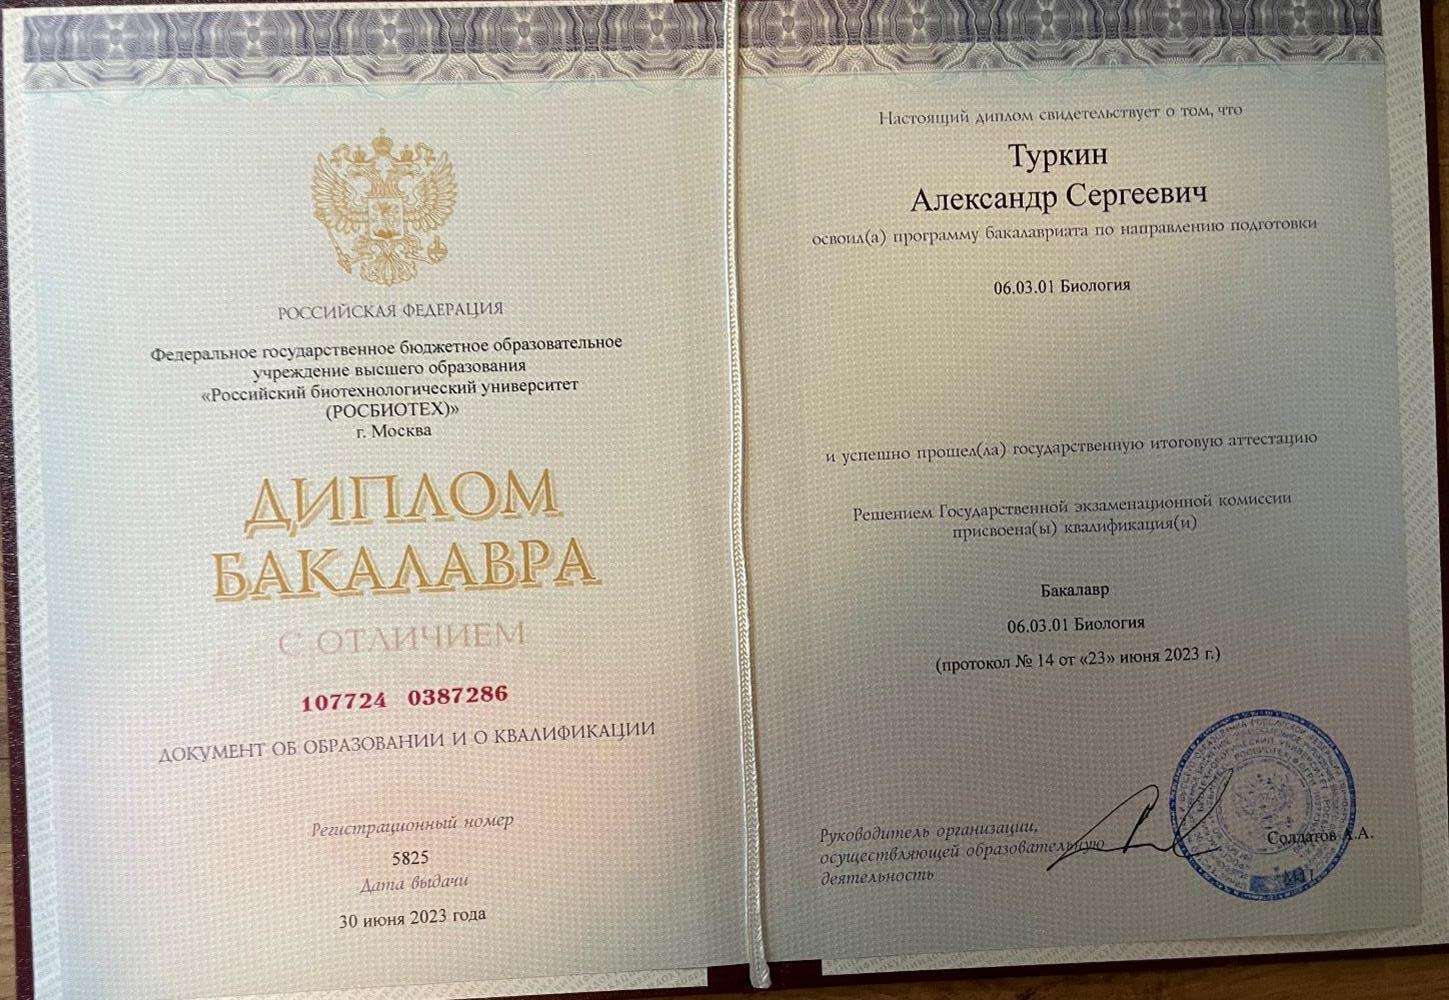 РОССИЙСКАЯ ФЕДЕРАЦИЯ
Федеральное государственное бюджетное образовательное
учреждение высшего образования
«Российский биотехнологический университет
(РОСБИОТЕХ)»
г. Москва
ДИПЛОМ
БАКАЛАВРА
С ОТЛИЧИЕМ
107724 0387286
ДОКУМЕНТ ОБ ОБРАЗОВАНИИ И О КВАЛИФИКАЦИИ
Регистрационный номер
5825
Дата выдачи
30 июня 2023 года
Настоящий диплом свидетельствует о том, что
Туркин
Александр Сергеевич
освоил(а) программу бакалавриата по направлению подготовки
06.03.01 Биология
и успешно прошел(ла) государственную итоговую аттестацию
Решением Государственной экзаменационной комиссии
присвоена(ы) квалификация(и)
Бакалавр
06.03.01 Биология
(протокол № 14 от «23» июня 2023 г.)
Руководитель организации,
осуществляющей образовательную
деятельность
Солдатов А.А.